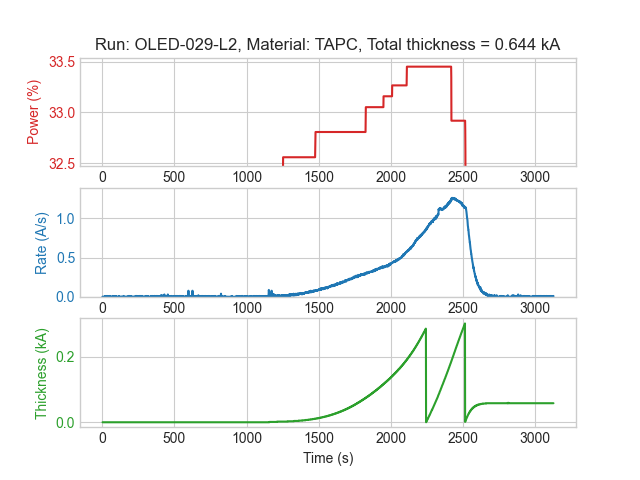 Run: OLED-029-L2, Material: TAPC, Total thickness = 0.644 kA
33.5
33.0
32.5
Power (%)
0 500 1000 1500 2000 2500 3000
1.0
0.5
0.0
Rate (A/s)
0 500 1000 1500 2000 2500 3000
0.2
0.0
Thickness (kA)
0 500 1000 1500 2000 2500 3000
Time (s)